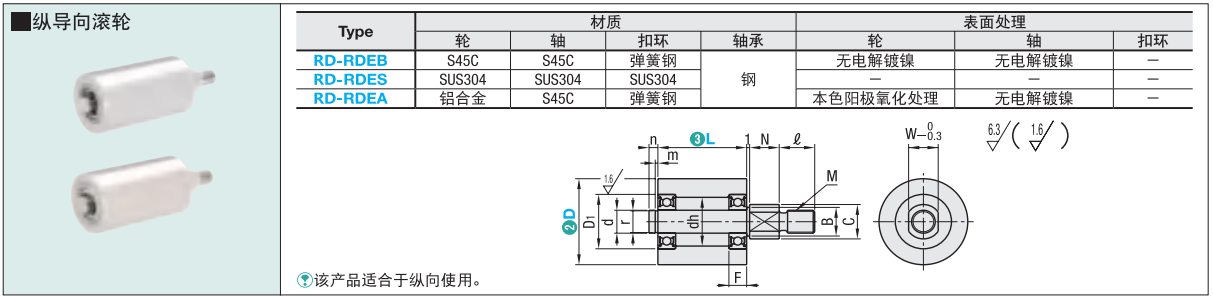 ■纵导向滚轮
Type 材质 表面处理
轮 轴 扣环 轴承 轮 轴 扣环
RD-RDEB S45C S45C 弹簧钢 钢 无电解镀镍 无电解镀镍 －
RD-RDES SUS304 SUS304 SUS304 － － －
RD-RDEA 铝合金 S45C 弹簧钢 本色阳极氧化处理 无电解镀镍 －
n ❸L 1 N ℓ
m
1.6
M
❷D D1 d r dh B C
F
W-0 -0.3
6.3 ( 1.6 )
该产品适合于纵向使用。